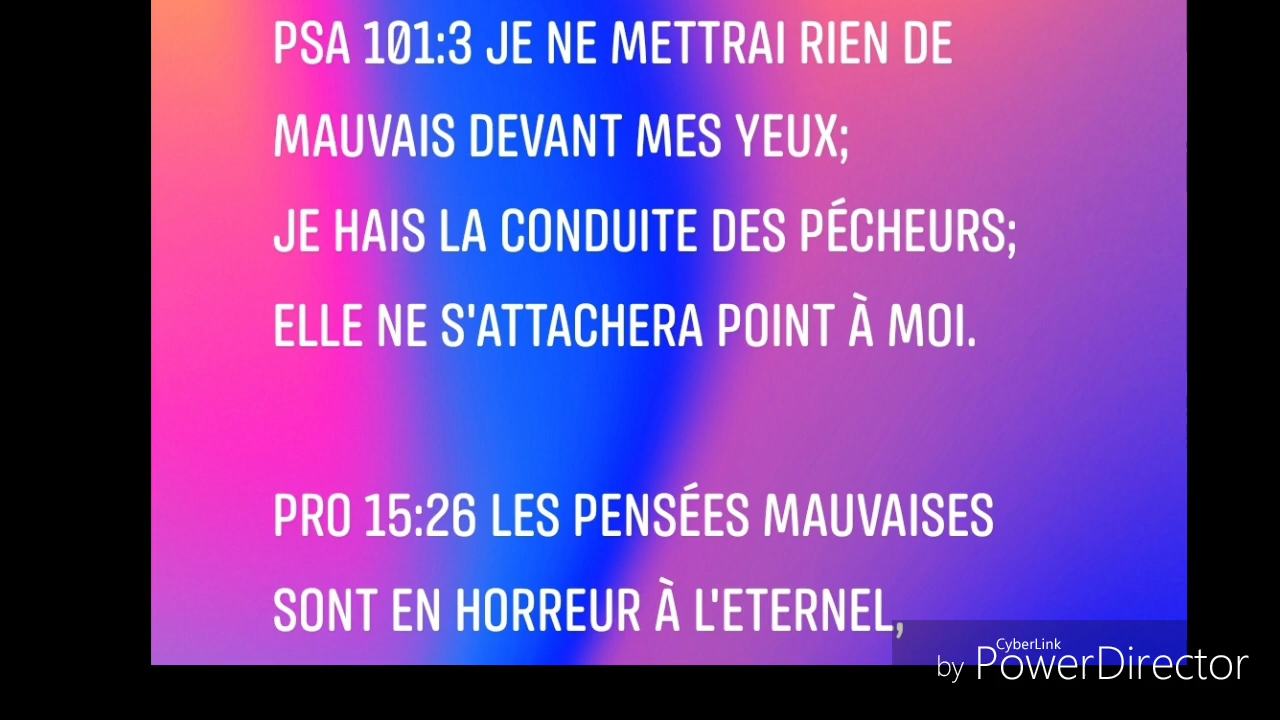 PSA 101:3 JE NE METTRAI RIEN DE
MAUVAIS DEVANT MES YEUX;
JE HAIS LA CONDUITE DES PÉCHEURS;
ELLE NE S'ATTACHERA POINT À MOI.
PRO 15:26 LES PENSÉES MAUVAISES
SONT EN HORREUR À L'ETERNEL,
CyberLink
by PowerDirector